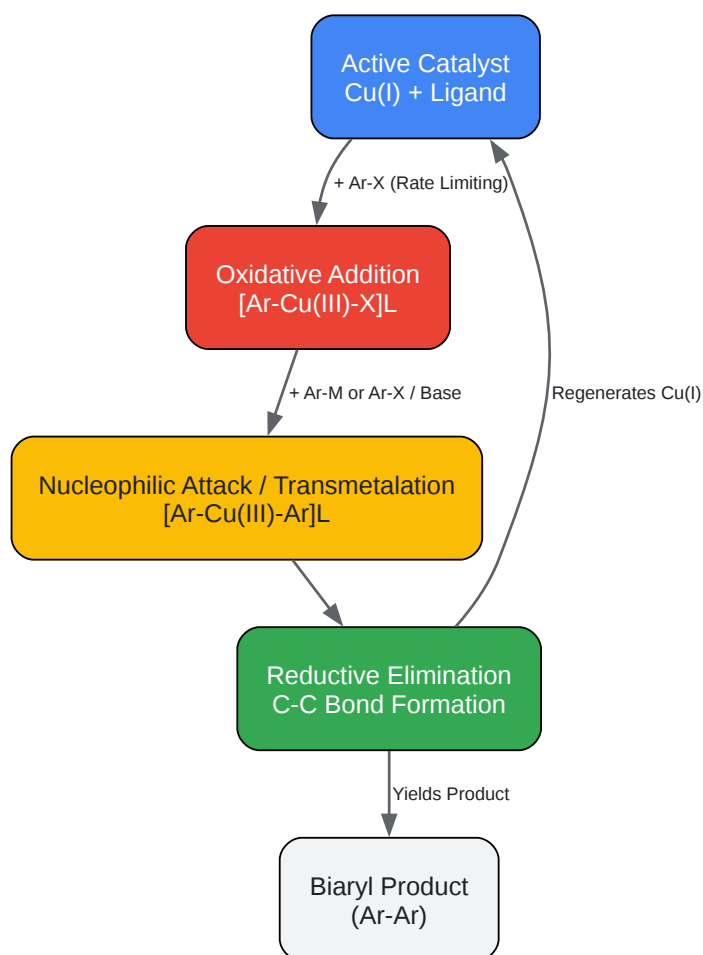 Active Catalyst
Cu(I) + Ligand
+ Ar-X (Rate Limiting)
Oxidative Addition
[Ar-Cu(III)-X]L
+ Ar-M or Ar-X / Base
Regenerates Cu(I)
Nucleophilic Attack / Transmetalation
[Ar-Cu(III)-Ar]L
Reductive Elimination
C-C Bond Formation
Yields Product
Biaryl Product
(Ar-Ar)